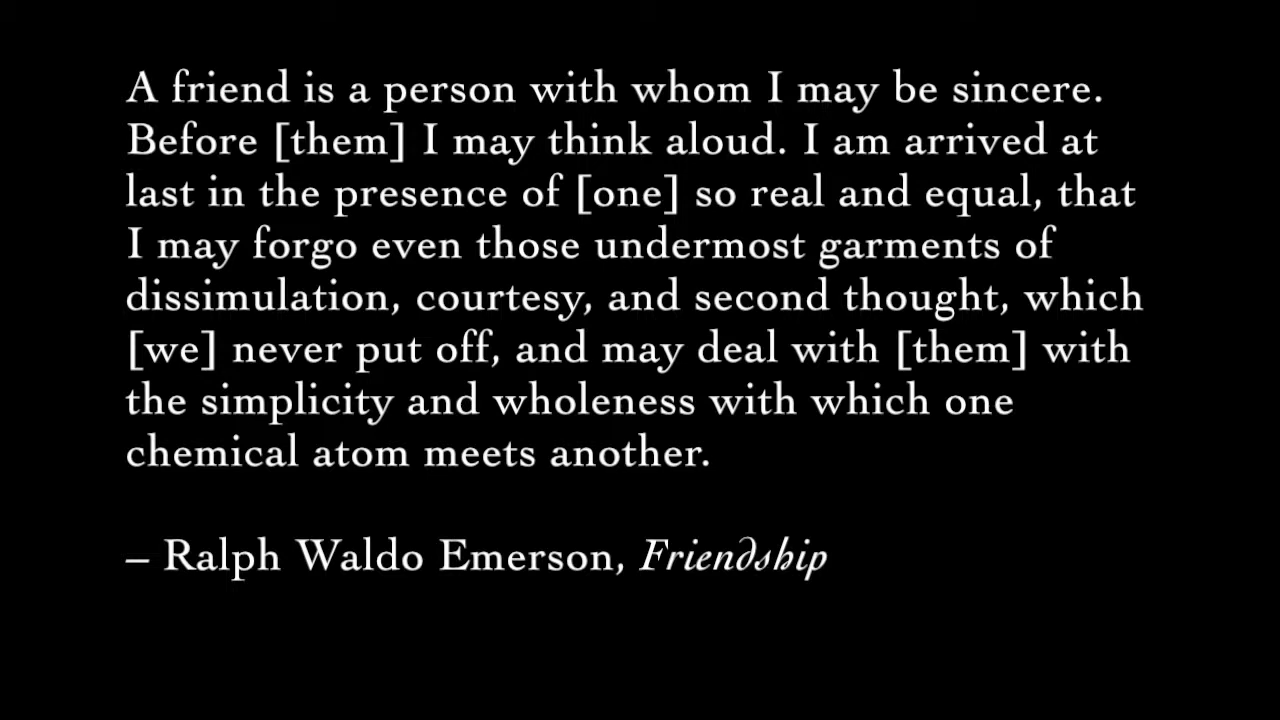 A friend is a person with whom I may be sincere.
Before [them] I may think aloud. I am arrived at
last in the presence of [one] so real and equal, that
I may forgo even those undermost garments of
dissimulation, courtesy, and second thought, which
[we] never put off, and may deal with [them] with
the simplicity and wholeness with which one
chemical atom meets another.
– Ralph Waldo Emerson, Friendship